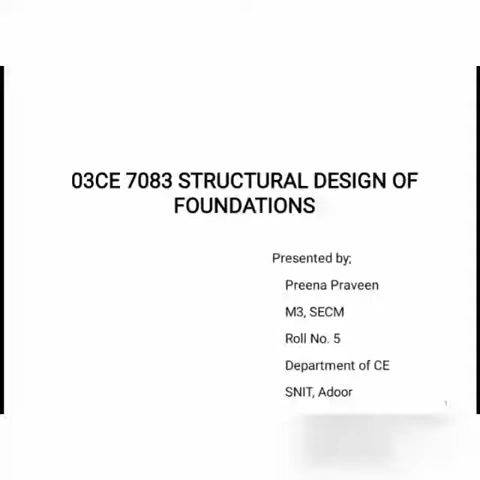 03CE 7083 STRUCTURAL DESIGN OF
FOUNDATIONS
Presented by;
Preena Praveen
M3, SECM
Roll No. 5
Department of CE
SNIT, Adoor
1